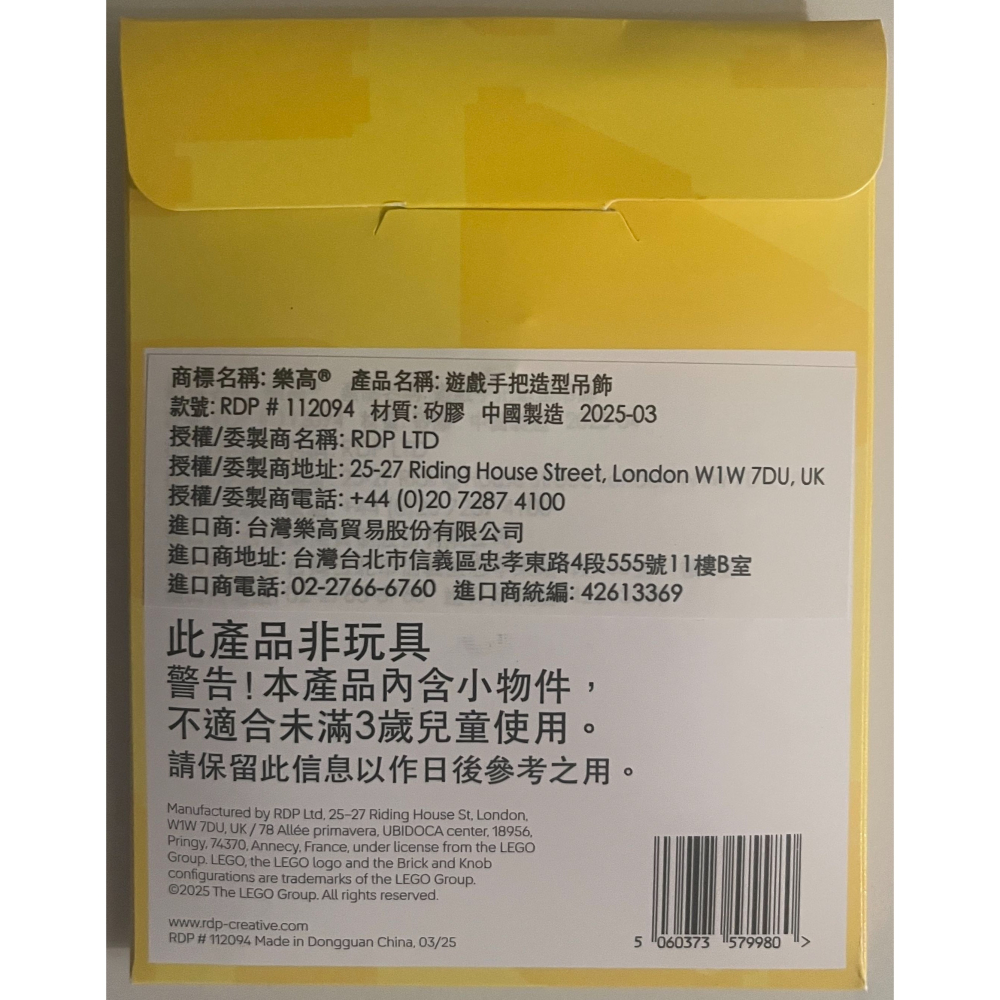 商標名稱: 樂高® 產品名稱: 遊戲手把造型吊飾
款號: RDP # 112094 材質: 矽膠 中國製造 2025-03
授權/委製商名稱: RDP LTD
授權/委製商地址: 25-27 Riding House Street, London W1W 7DU, UK
授權/委製商電話: +44 (0)20 7287 4100
進口商: 台灣樂高貿易股份有限公司
進口商地址: 台灣台北市信義區忠孝東路4段555號11樓B室
進口商電話: 02-2766-6760 進口商統編: 42613369
此產品非玩具
警告!本產品內含小物件，
不適合未滿3歲兒童使用。
請保留此信息以作日後參考之用。
Manufactured by RDP Ltd, 25–27 Riding House St, London,
W1W 7DU, UK / 78 Allée primavera, UBIDOCA center, 18956,
Pringy, 74370, Annecy, France, under license from the LEGO
Group. LEGO, the LEGO logo and the Brick and Knob
configurations are trademarks of the LEGO Group.
©2025 The LEGO Group. All rights reserved.
www.rdp-creative.com
RDP # 112094 Made in Dongguan China, 03/25
5 060373 579980 >